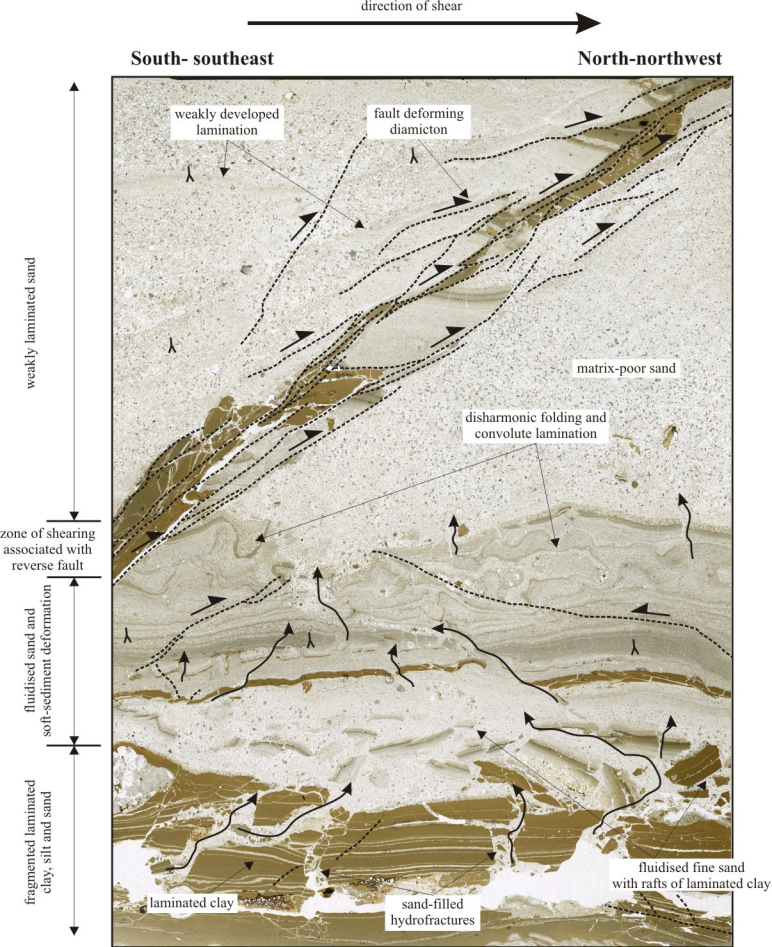 direction of shear
South- southeast
North-northwest
weakly developed
lamination
fault deforming
diamicton
weakly laminated sand
matrix-poor sand
disharmonic folding and
convolute lamination
zone of shearing
associated with
reverse fault
fluidised sand and
soft-sediment deformation
fragmented laminated
clay, silt and sand
laminated clay
sand-filled
hydrofractures
fluidised fine sand
with rafts of laminated clay